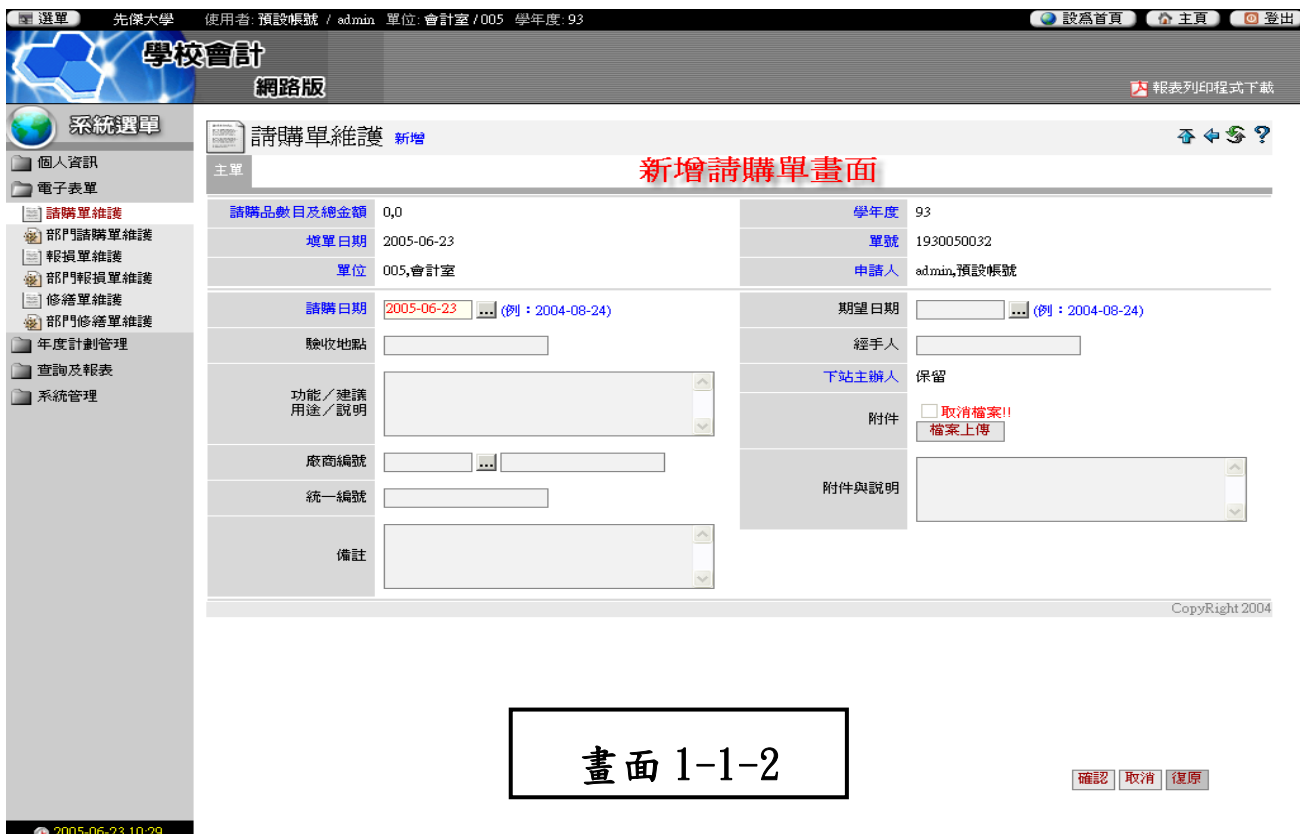 選單 先傑大學 使用者: 預設帳號 / admin 單位: 會計室 / 005 學年度: 93 設為首頁 主頁 登出
學校會計
網路版
報表列印程式下載
系統選單
個人資訊
電子表單
請購單維護
部門請購單維護
報損單維護
部門報損單維護
修繕單維護
部門修繕單維護
年度計劃管理
查詢及報表
系統管理
2005-06-23 10:29
請購單維護 新增
主單 新增請購單畫面
請購品數目及總金額 0,0 學年度 93
填單日期 2005-06-23 單號 1930050032
單位 005,會計室 申請人 admin,預設帳號
請購日期 2005-06-23 ... (例：2004-08-24) 期望日期 ... (例：2004-08-24)
驗收地點 經手人
功能／建議
用途／說明
下站主辦人 保留
附件 取消檔案!!
檔案上傳
廠商編號 ...
統一編號
附件與說明
備註
CopyRight 2004
畫面 1-1-2
確認 取消 復原